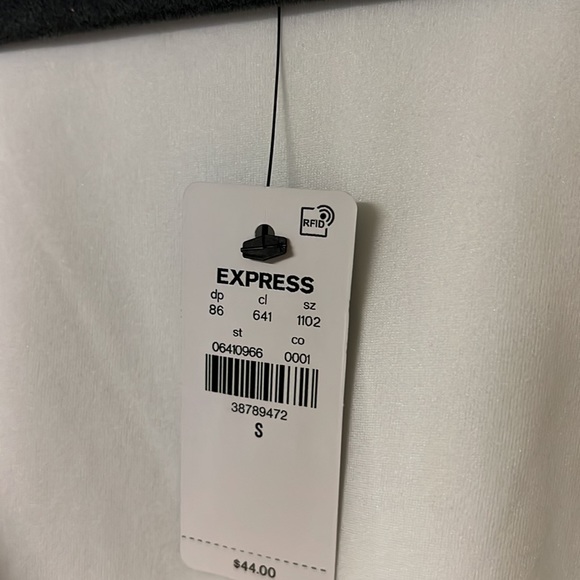 RFID
EXPRESS
dp cl sz
86 641 1102
st co
06410966 0001
38789472
S
$44.00